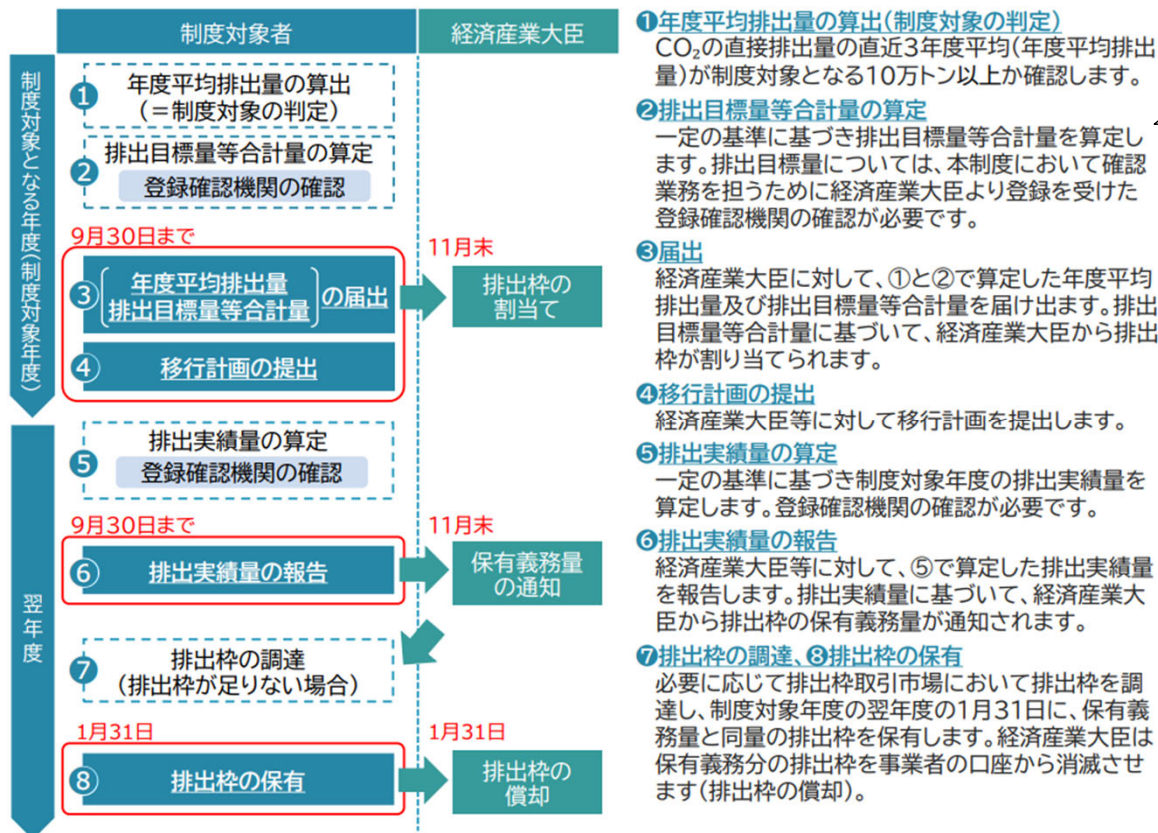 制度対象者
経済産業大臣
制度対象となる年度(制度対象年度)
❶
年度平均排出量の算出
(＝制度対象の判定)
❷
排出目標量等合計量の算定
登録確認機関の確認
9月30日まで
11月末
③
年度平均排出量
排出目標量等合計量
の届出
排出枠の
割当て
④
移行計画の提出
翌年度
❺
排出実績量の算定
登録確認機関の確認
9月30日まで
11月末
⑥
排出実績量の報告
保有義務量
の通知
❼
排出枠の調達
(排出枠が足りない場合)
1月31日
1月31日
⑧
排出枠の保有
排出枠の
償却
❶年度平均排出量の算出(制度対象の判定)
CO₂の直接排出量の直近3年度平均(年度平均排出
量)が制度対象となる10万トン以上か確認します。
❷排出目標量等合計量の算定
一定の基準に基づき排出目標量等合計量を算定し
ます。排出目標量については、本制度において確認
業務を担うために経済産業大臣より登録を受けた
登録確認機関の確認が必要です。
❸届出
経済産業大臣に対して、①と②で算定した年度平均
排出量及び排出目標量等合計量を届け出ます。排出
目標量等合計量に基づいて、経済産業大臣から排出
枠が割り当てられます。
❹移行計画の提出
経済産業大臣等に対して移行計画を提出します。
❺排出実績量の算定
一定の基準に基づき制度対象年度の排出実績量を
算定します。登録確認機関の確認が必要です。
❻排出実績量の報告
経済産業大臣等に対して、⑤で算定した排出実績量
を報告します。排出実績量に基づいて、経済産業大
臣から排出枠の保有義務量が通知されます。
❼排出枠の調達、❽排出枠の保有
必要に応じて排出枠取引市場において排出枠を調
達し、制度対象年度の翌年度の1月31日に、保有義
務量と同量の排出枠を保有します。経済産業大臣は
保有義務分の排出枠を事業者の口座から消滅させ
ます(排出枠の償却)。